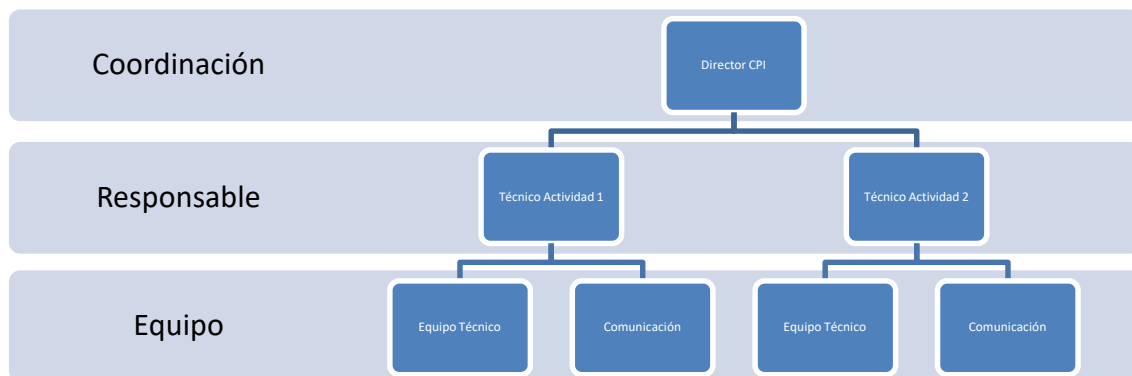 Coordinación
Director CPI
Responsable
Técnico Actividad 1
Técnico Actividad 2
Equipo
Equipo Técnico
Comunicación
Equipo Técnico
Comunicación